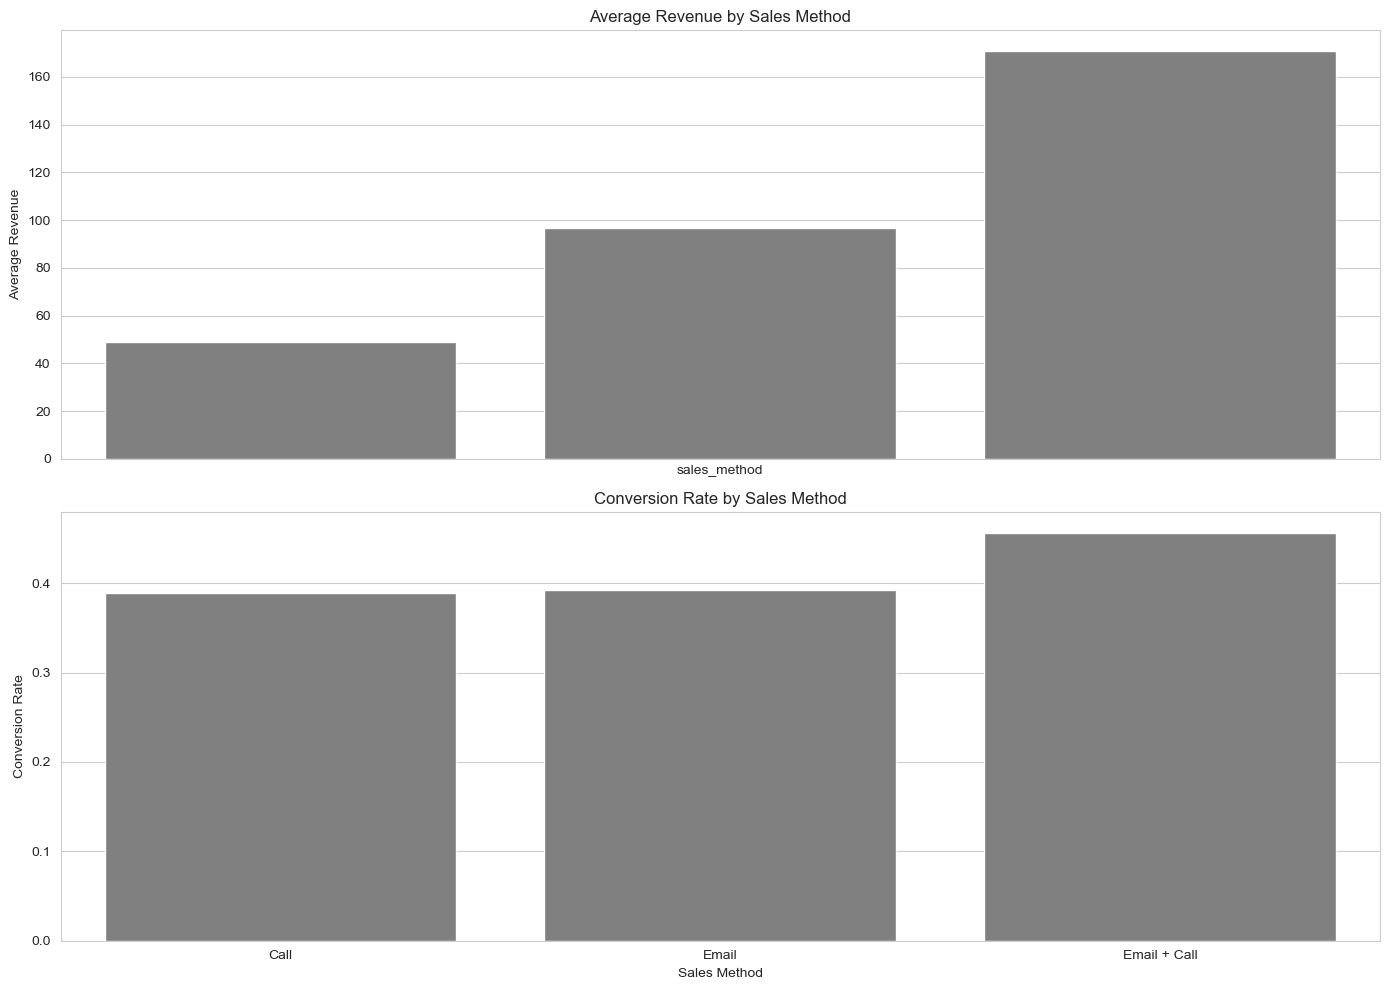 Average Revenue by Sales Method
160
140
120
100
80
60
40
20
0
Average Revenue
sales_method
Conversion Rate by Sales Method
0.4
0.3
0.2
0.1
0.0
Conversion Rate
Call Email Email + Call
Sales Method